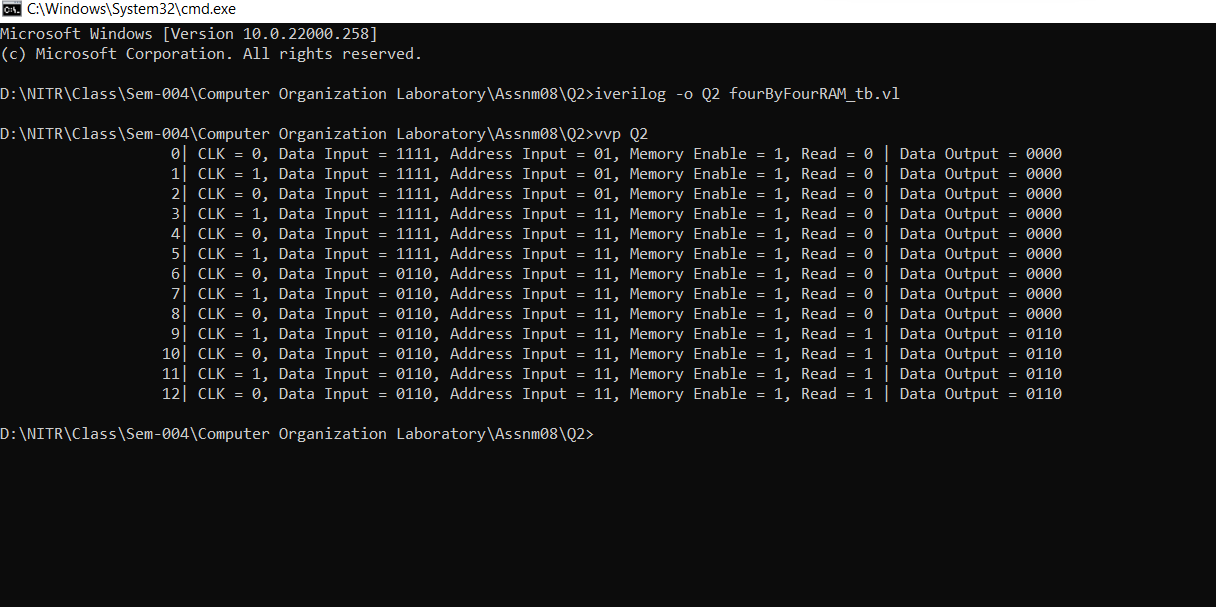 C:\Windows\System32\cmd.exe
Microsoft Windows [Version 10.0.22000.258]
(c) Microsoft Corporation. All rights reserved.
D:\NITR\Class\Sem-004\Computer Organization Laboratory\Assnm08\Q2>iverilog -o Q2 fourByFourRAM_tb.vl
D:\NITR\Class\Sem-004\Computer Organization Laboratory\Assnm08\Q2>vvp Q2
0| CLK = 0, Data Input = 1111, Address Input = 01, Memory Enable = 1, Read = 0 | Data Output = 0000
1| CLK = 1, Data Input = 1111, Address Input = 01, Memory Enable = 1, Read = 0 | Data Output = 0000
2| CLK = 0, Data Input = 1111, Address Input = 01, Memory Enable = 1, Read = 0 | Data Output = 0000
3| CLK = 1, Data Input = 1111, Address Input = 11, Memory Enable = 1, Read = 0 | Data Output = 0000
4| CLK = 0, Data Input = 1111, Address Input = 11, Memory Enable = 1, Read = 0 | Data Output = 0000
5| CLK = 1, Data Input = 1111, Address Input = 11, Memory Enable = 1, Read = 0 | Data Output = 0000
6| CLK = 0, Data Input = 0110, Address Input = 11, Memory Enable = 1, Read = 0 | Data Output = 0000
7| CLK = 1, Data Input = 0110, Address Input = 11, Memory Enable = 1, Read = 0 | Data Output = 0000
8| CLK = 0, Data Input = 0110, Address Input = 11, Memory Enable = 1, Read = 0 | Data Output = 0000
9| CLK = 1, Data Input = 0110, Address Input = 11, Memory Enable = 1, Read = 1 | Data Output = 0110
10| CLK = 0, Data Input = 0110, Address Input = 11, Memory Enable = 1, Read = 1 | Data Output = 0110
11| CLK = 1, Data Input = 0110, Address Input = 11, Memory Enable = 1, Read = 1 | Data Output = 0110
12| CLK = 0, Data Input = 0110, Address Input = 11, Memory Enable = 1, Read = 1 | Data Output = 0110
D:\NITR\Class\Sem-004\Computer Organization Laboratory\Assnm08\Q2>